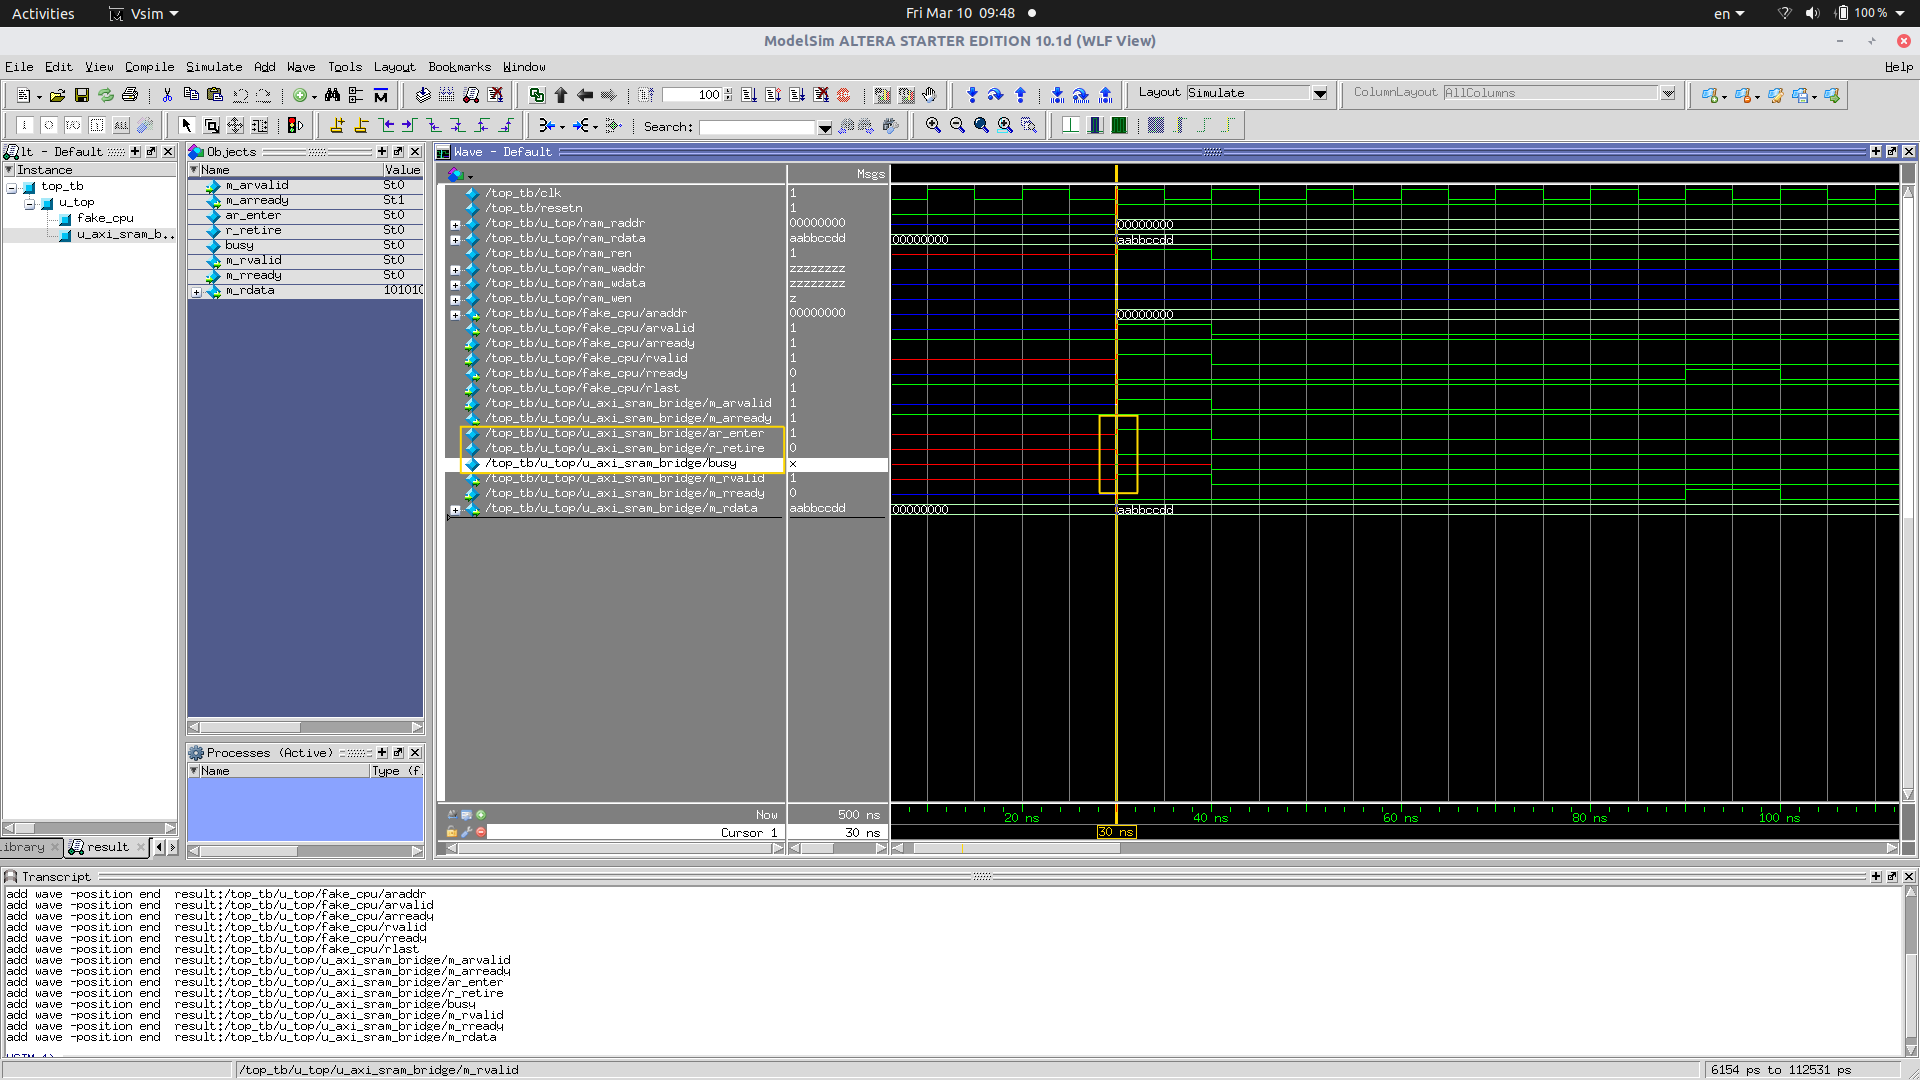 Activities
Vsim
Fri Mar 10 09:48
en
100 %
ModelSim ALTERA STARTER EDITION 10.1d (WLF View)
File Edit View Compile Simulate Add Wave Tools Layout Bookmarks Window Help
100
Layout Simulate
ColumnLayout AllColumns
Search:
lt - Default
Instance
top_tb
u_top
fake_cpu
u_axi_sram_b..
Objects
Name Value
m_arvalid St0
m_arready St1
ar_enter St0
r_retire St0
busy St0
m_rvalid St0
m_rready St0
m_rdata 10101
Processes (Active)
Name Type (f
ibrary
result
Wave - Default
Msgs
/top_tb/clk 1
/top_tb/resetn 1
/top_tb/u_top/ram_raddr 00000000 00000000
/top_tb/u_top/ram_rdata aabbccdd 00000000 aabbccdd
/top_tb/u_top/ram_ren 1
/top_tb/u_top/ram_waddr zzzzzzzz
/top_tb/u_top/ram_wdata zzzzzzzz
/top_tb/u_top/ram_wen z
/top_tb/u_top/fake_cpu/araddr 00000000 00000000
/top_tb/u_top/fake_cpu/arvalid 1
/top_tb/u_top/fake_cpu/arready 1
/top_tb/u_top/fake_cpu/rvalid 1
/top_tb/u_top/fake_cpu/rready 0
/top_tb/u_top/fake_cpu/rlast 1
/top_tb/u_top/u_axi_sram_bridge/m_arvalid 1
/top_tb/u_top/u_axi_sram_bridge/m_arready 1
/top_tb/u_top/u_axi_sram_bridge/ar_enter 1
/top_tb/u_top/u_axi_sram_bridge/r_retire 0
/top_tb/u_top/u_axi_sram_bridge/busy x
/top_tb/u_top/u_axi_sram_bridge/m_rvalid 1
/top_tb/u_top/u_axi_sram_bridge/m_rready 0
/top_tb/u_top/u_axi_sram_bridge/m_rdata aabbccdd 00000000 aabbccdd
Now 500 ns 20 ns 40 ns 60 ns 80 ns 100 ns
Cursor 1 30 ns 30 ns
Transcript
add wave -position end result:/top_tb/u_top/fake_cpu/araddr
add wave -position end result:/top_tb/u_top/fake_cpu/arvalid
add wave -position end result:/top_tb/u_top/fake_cpu/arready
add wave -position end result:/top_tb/u_top/fake_cpu/rvalid
add wave -position end result:/top_tb/u_top/fake_cpu/rready
add wave -position end result:/top_tb/u_top/fake_cpu/rlast
add wave -position end result:/top_tb/u_top/u_axi_sram_bridge/m_arvalid
add wave -position end result:/top_tb/u_top/u_axi_sram_bridge/m_arready
add wave -position end result:/top_tb/u_top/u_axi_sram_bridge/ar_enter
add wave -position end result:/top_tb/u_top/u_axi_sram_bridge/r_retire
add wave -position end result:/top_tb/u_top/u_axi_sram_bridge/busy
add wave -position end result:/top_tb/u_top/u_axi_sram_bridge/m_rvalid
add wave -position end result:/top_tb/u_top/u_axi_sram_bridge/m_rready
add wave -position end result:/top_tb/u_top/u_axi_sram_bridge/m_rdata
/top_tb/u_top/u_axi_sram_bridge/m_rvalid
6154 ps to 112531 ps